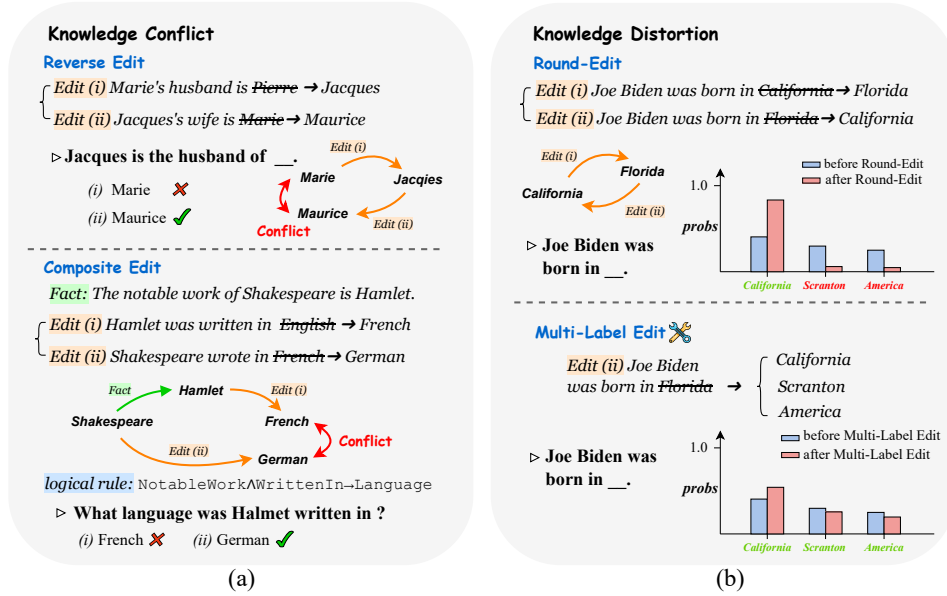 Knowledge Conflict
Reverse Edit
Edit (i) Marie's husband is Pierre → Jacques
Edit (ii) Jacques's wife is Marie → Maurice
▷ Jacques is the husband of __.
(i) Marie ✗
(ii) Maurice ✓
Edit (i)
Marie
Jacqies
Maurice
Edit (ii)
Conflict
Composite Edit
Fact: The notable work of Shakespeare is Hamlet.
Edit (i) Hamlet was written in English → French
Edit (ii) Shakespeare wrote in French → German
Fact
Hamlet
Edit (i)
Shakespeare
French
Conflict
Edit (ii)
German
logical rule: NotableWork∧WrittenIn→Language
▷ What language was Halmet written in ?
(i) French ✗ (ii) German ✓
(a)
Knowledge Distortion
Round-Edit
Edit (i) Joe Biden was born in California → Florida
Edit (ii) Joe Biden was born in Florida → California
Edit (i)
Florida
California
Edit (ii)
▷ Joe Biden was
born in __.
before Round-Edit
after Round-Edit
1.0
probs
California Scranton America
Multi-Label Edit
Edit (ii) Joe Biden
was born in Florida →
California
Scranton
America
▷ Joe Biden was
born in __.
before Multi-Label Edit
after Multi-Label Edit
1.0
probs
California Scranton America
(b)